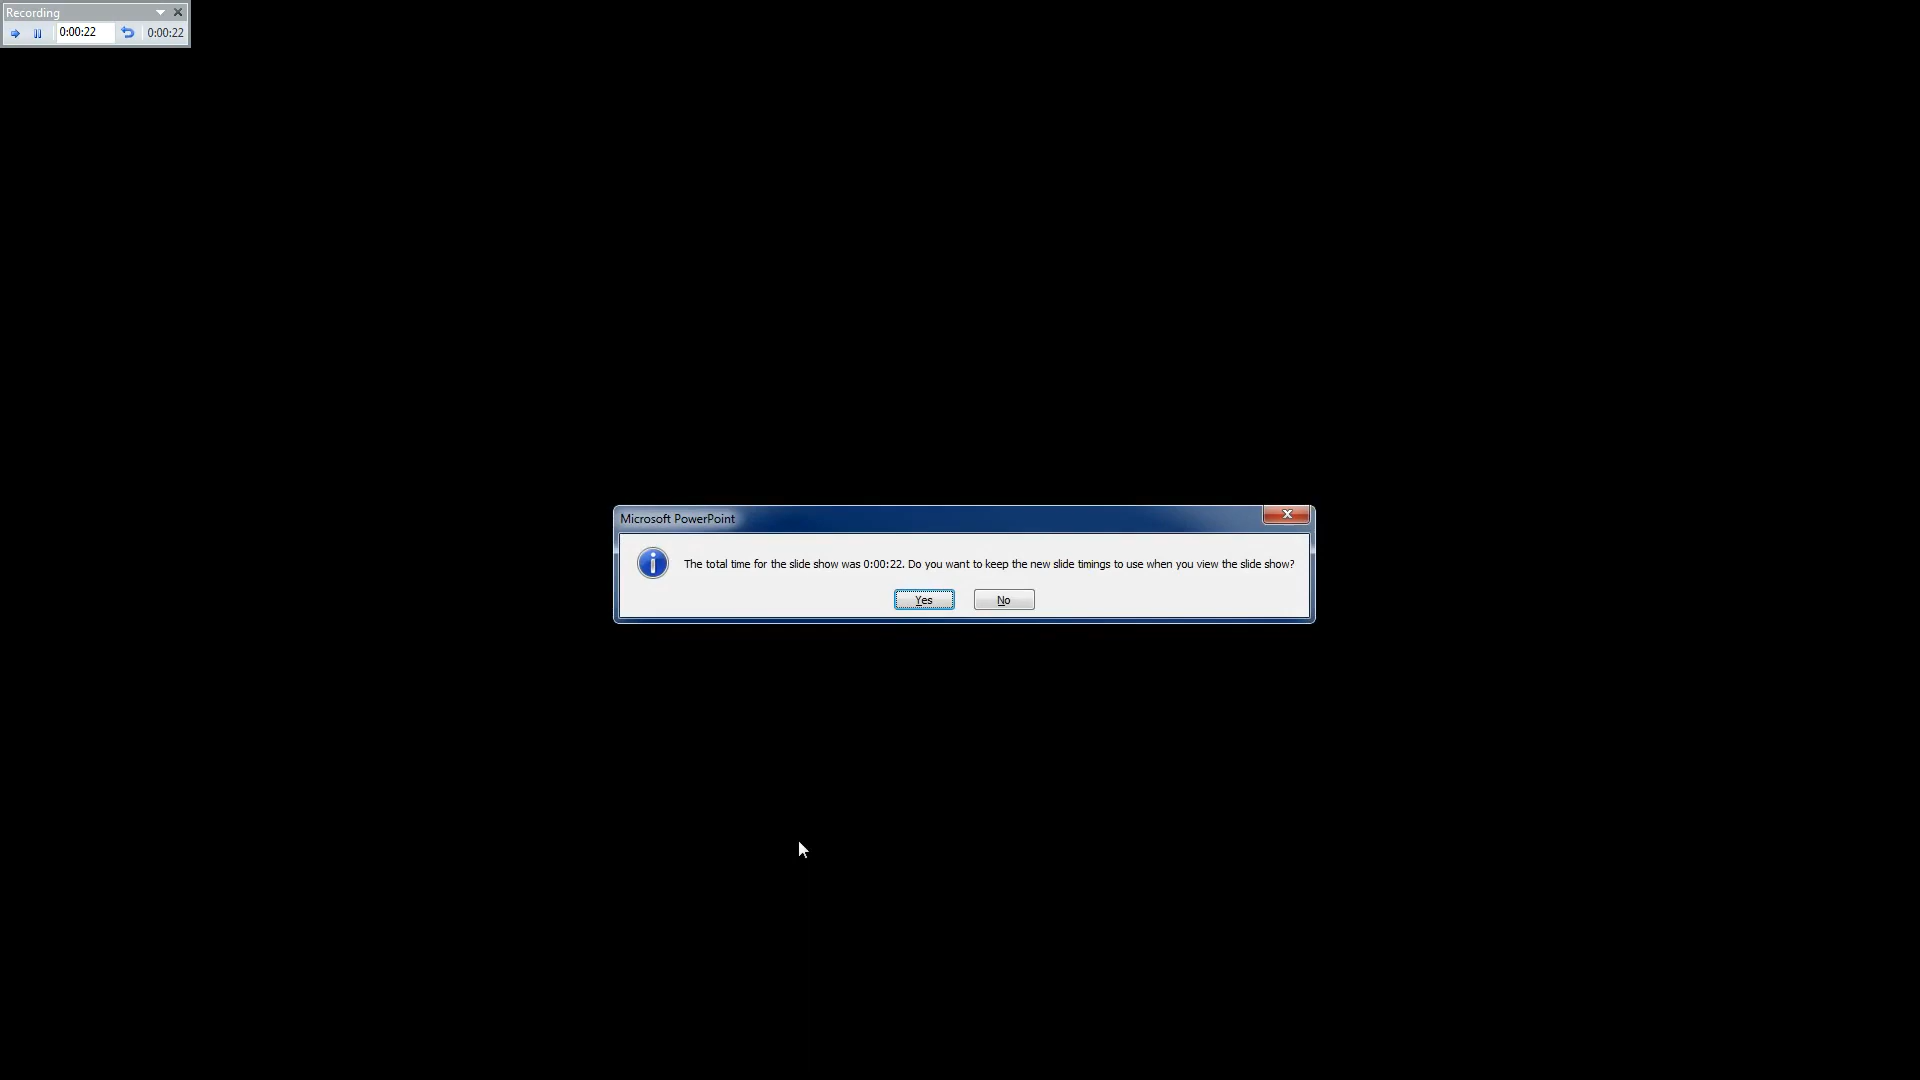 Recording
0:00:22 0:00:22
Microsoft PowerPoint
The total time for the slide show was 0:00:22. Do you want to keep the new slide timings to use when you view the slide show?
Yes No